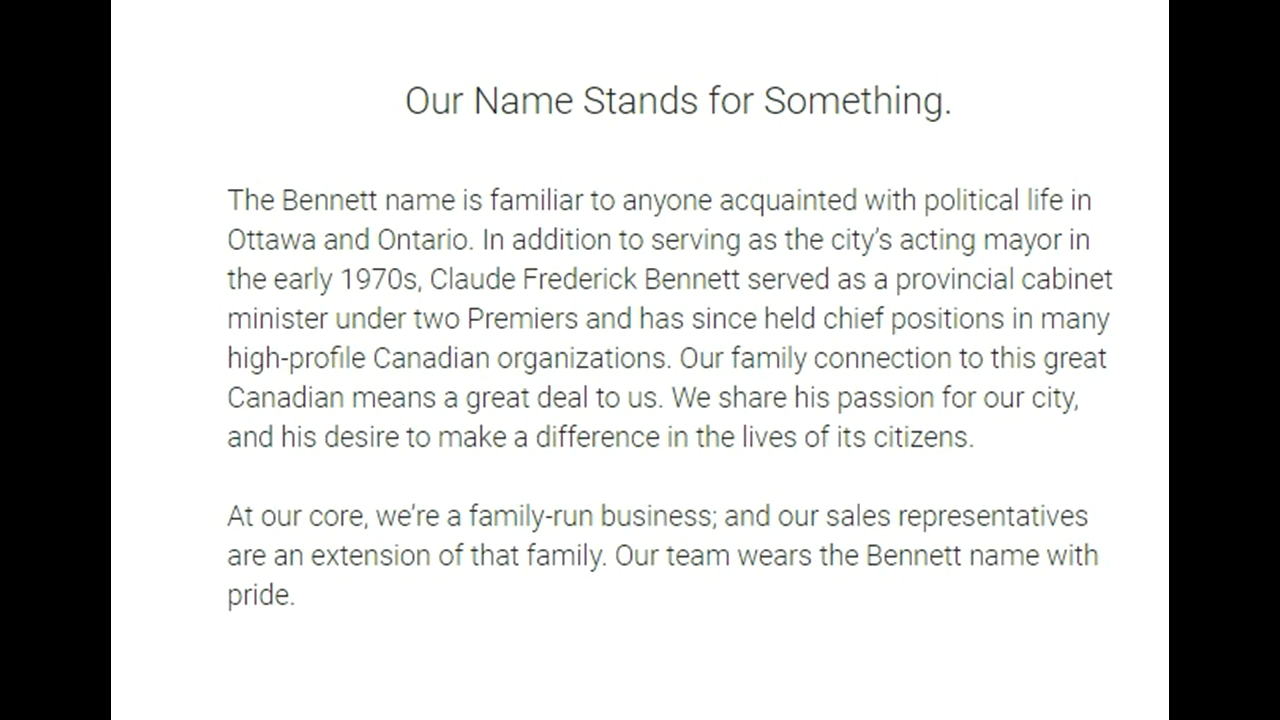 Our Name Stands for Something.
The Bennett name is familiar to anyone acquainted with political life in
Ottawa and Ontario. In addition to serving as the city's acting mayor in
the early 1970s, Claude Frederick Bennett served as a provincial cabinet
minister under two Premiers and has since held chief positions in many
high-profile Canadian organizations. Our family connection to this great
Canadian means a great deal to us. We share his passion for our city,
and his desire to make a difference in the lives of its citizens.
At our core, we're a family-run business; and our sales representatives
are an extension of that family. Our team wears the Bennett name with
pride.